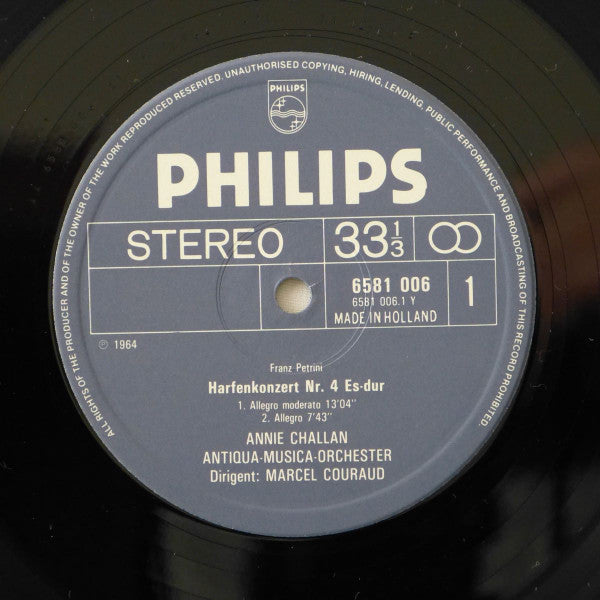 ALL RIGHTS OF THE PRODUCER AND OF THE OWNER OF THE WORK REPRODUCED RESERVED. UNAUTHORISED COPYING, HIRING, LENDING, PUBLIC PERFORMANCE AND BROADCASTING OF THIS RECORD PROHIBITED.
PHILIPS
PHILIPS
STEREO
33 1/3
6581 006
6581 006.1 Y
1
MADE IN HOLLAND
℗ 1964
Franz Petrini
Harfenkonzert Nr. 4 Es-dur
1. Allegro moderato 13'04''
2. Allegro 7'43''
ANNIE CHALLAN
ANTIQUA-MUSICA-ORCHESTER
Dirigent: MARCEL COURAUD